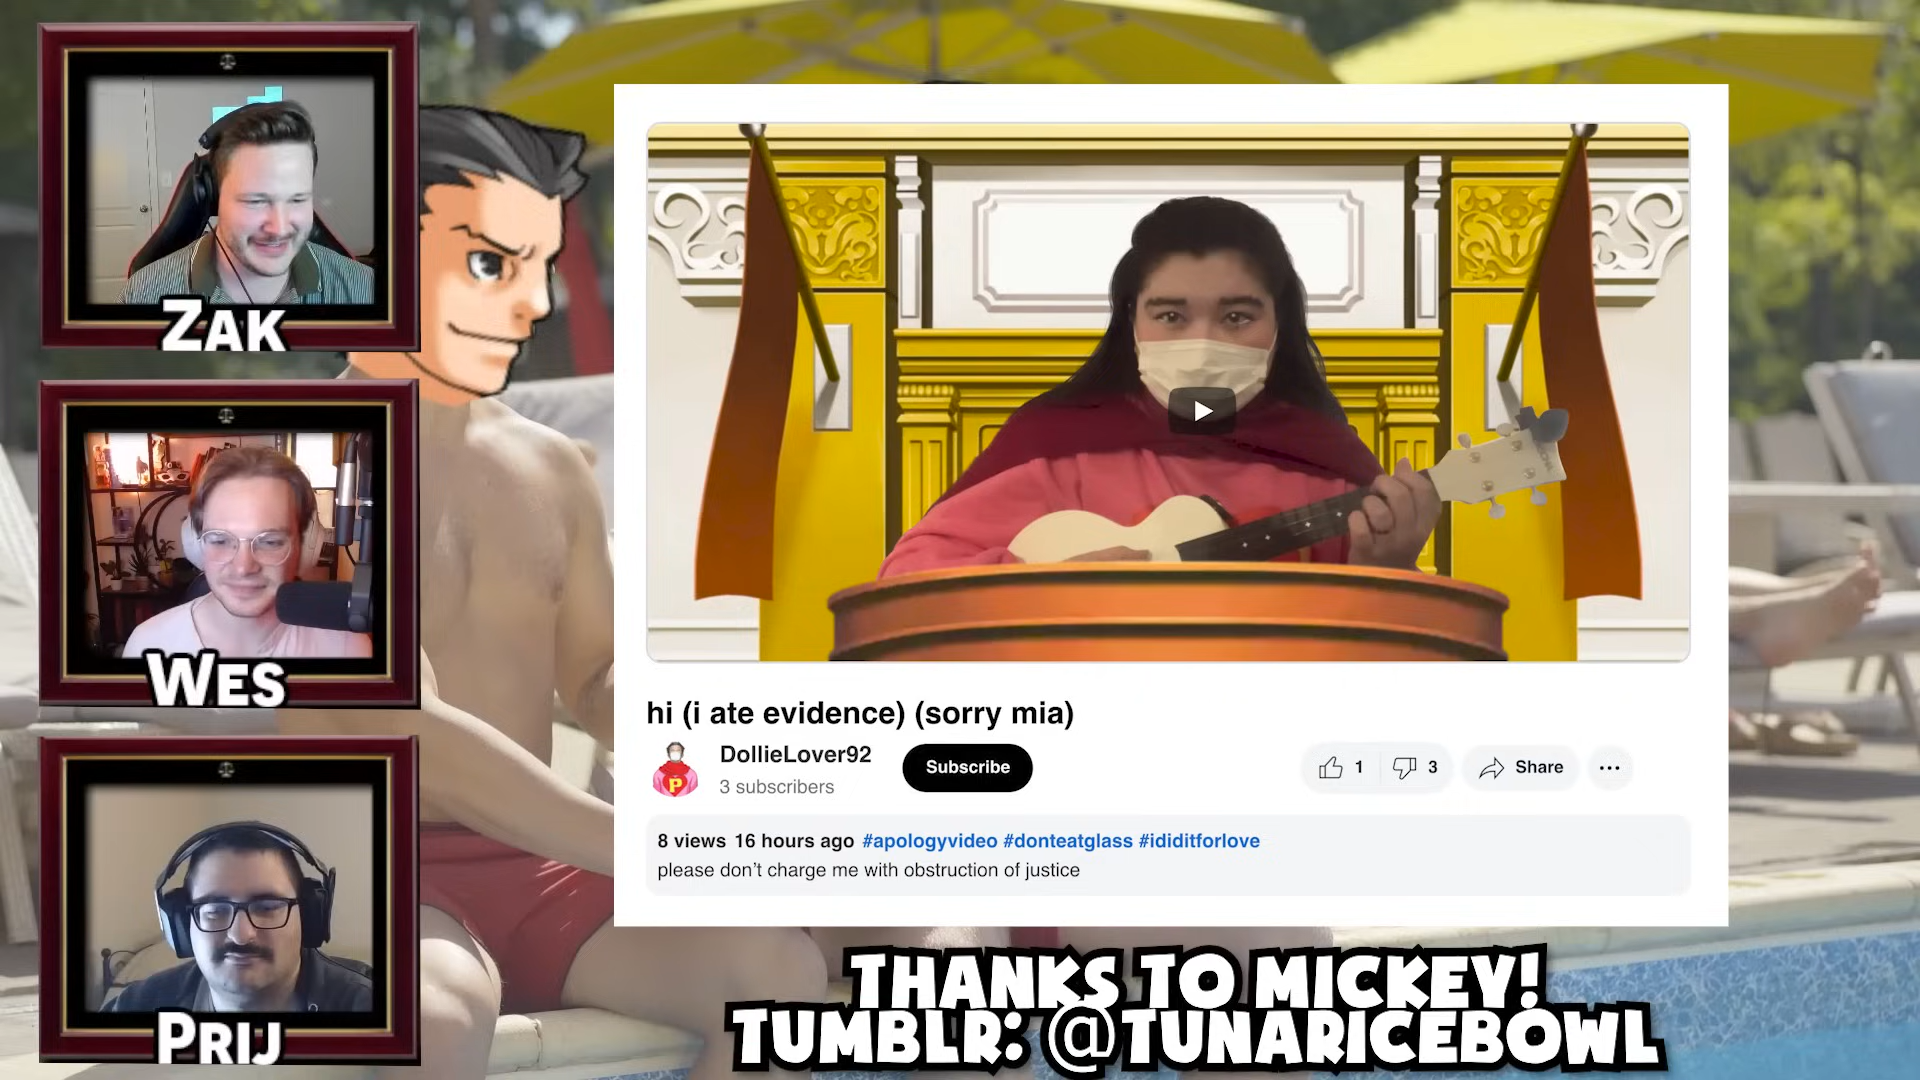 ZAK
WES
PRIJ
P
hi (i ate evidence) (sorry mia)
DollieLover92
3 subscribers
Subscribe
1
3
Share
8 views 16 hours ago #apologyvideo #donteatglass #ididitforlove
please don't charge me with obstruction of justice
THANKS TO MICKEY!
TUMBLR: @TUNARICEBOWL